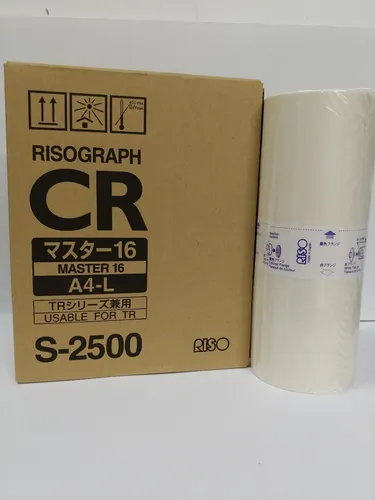 RISOGRAPH
CR
マスター16
MASTER 16
A4-L
TRシリーズ兼用
USABLE FOR TR
S-2500
RISO
RISO